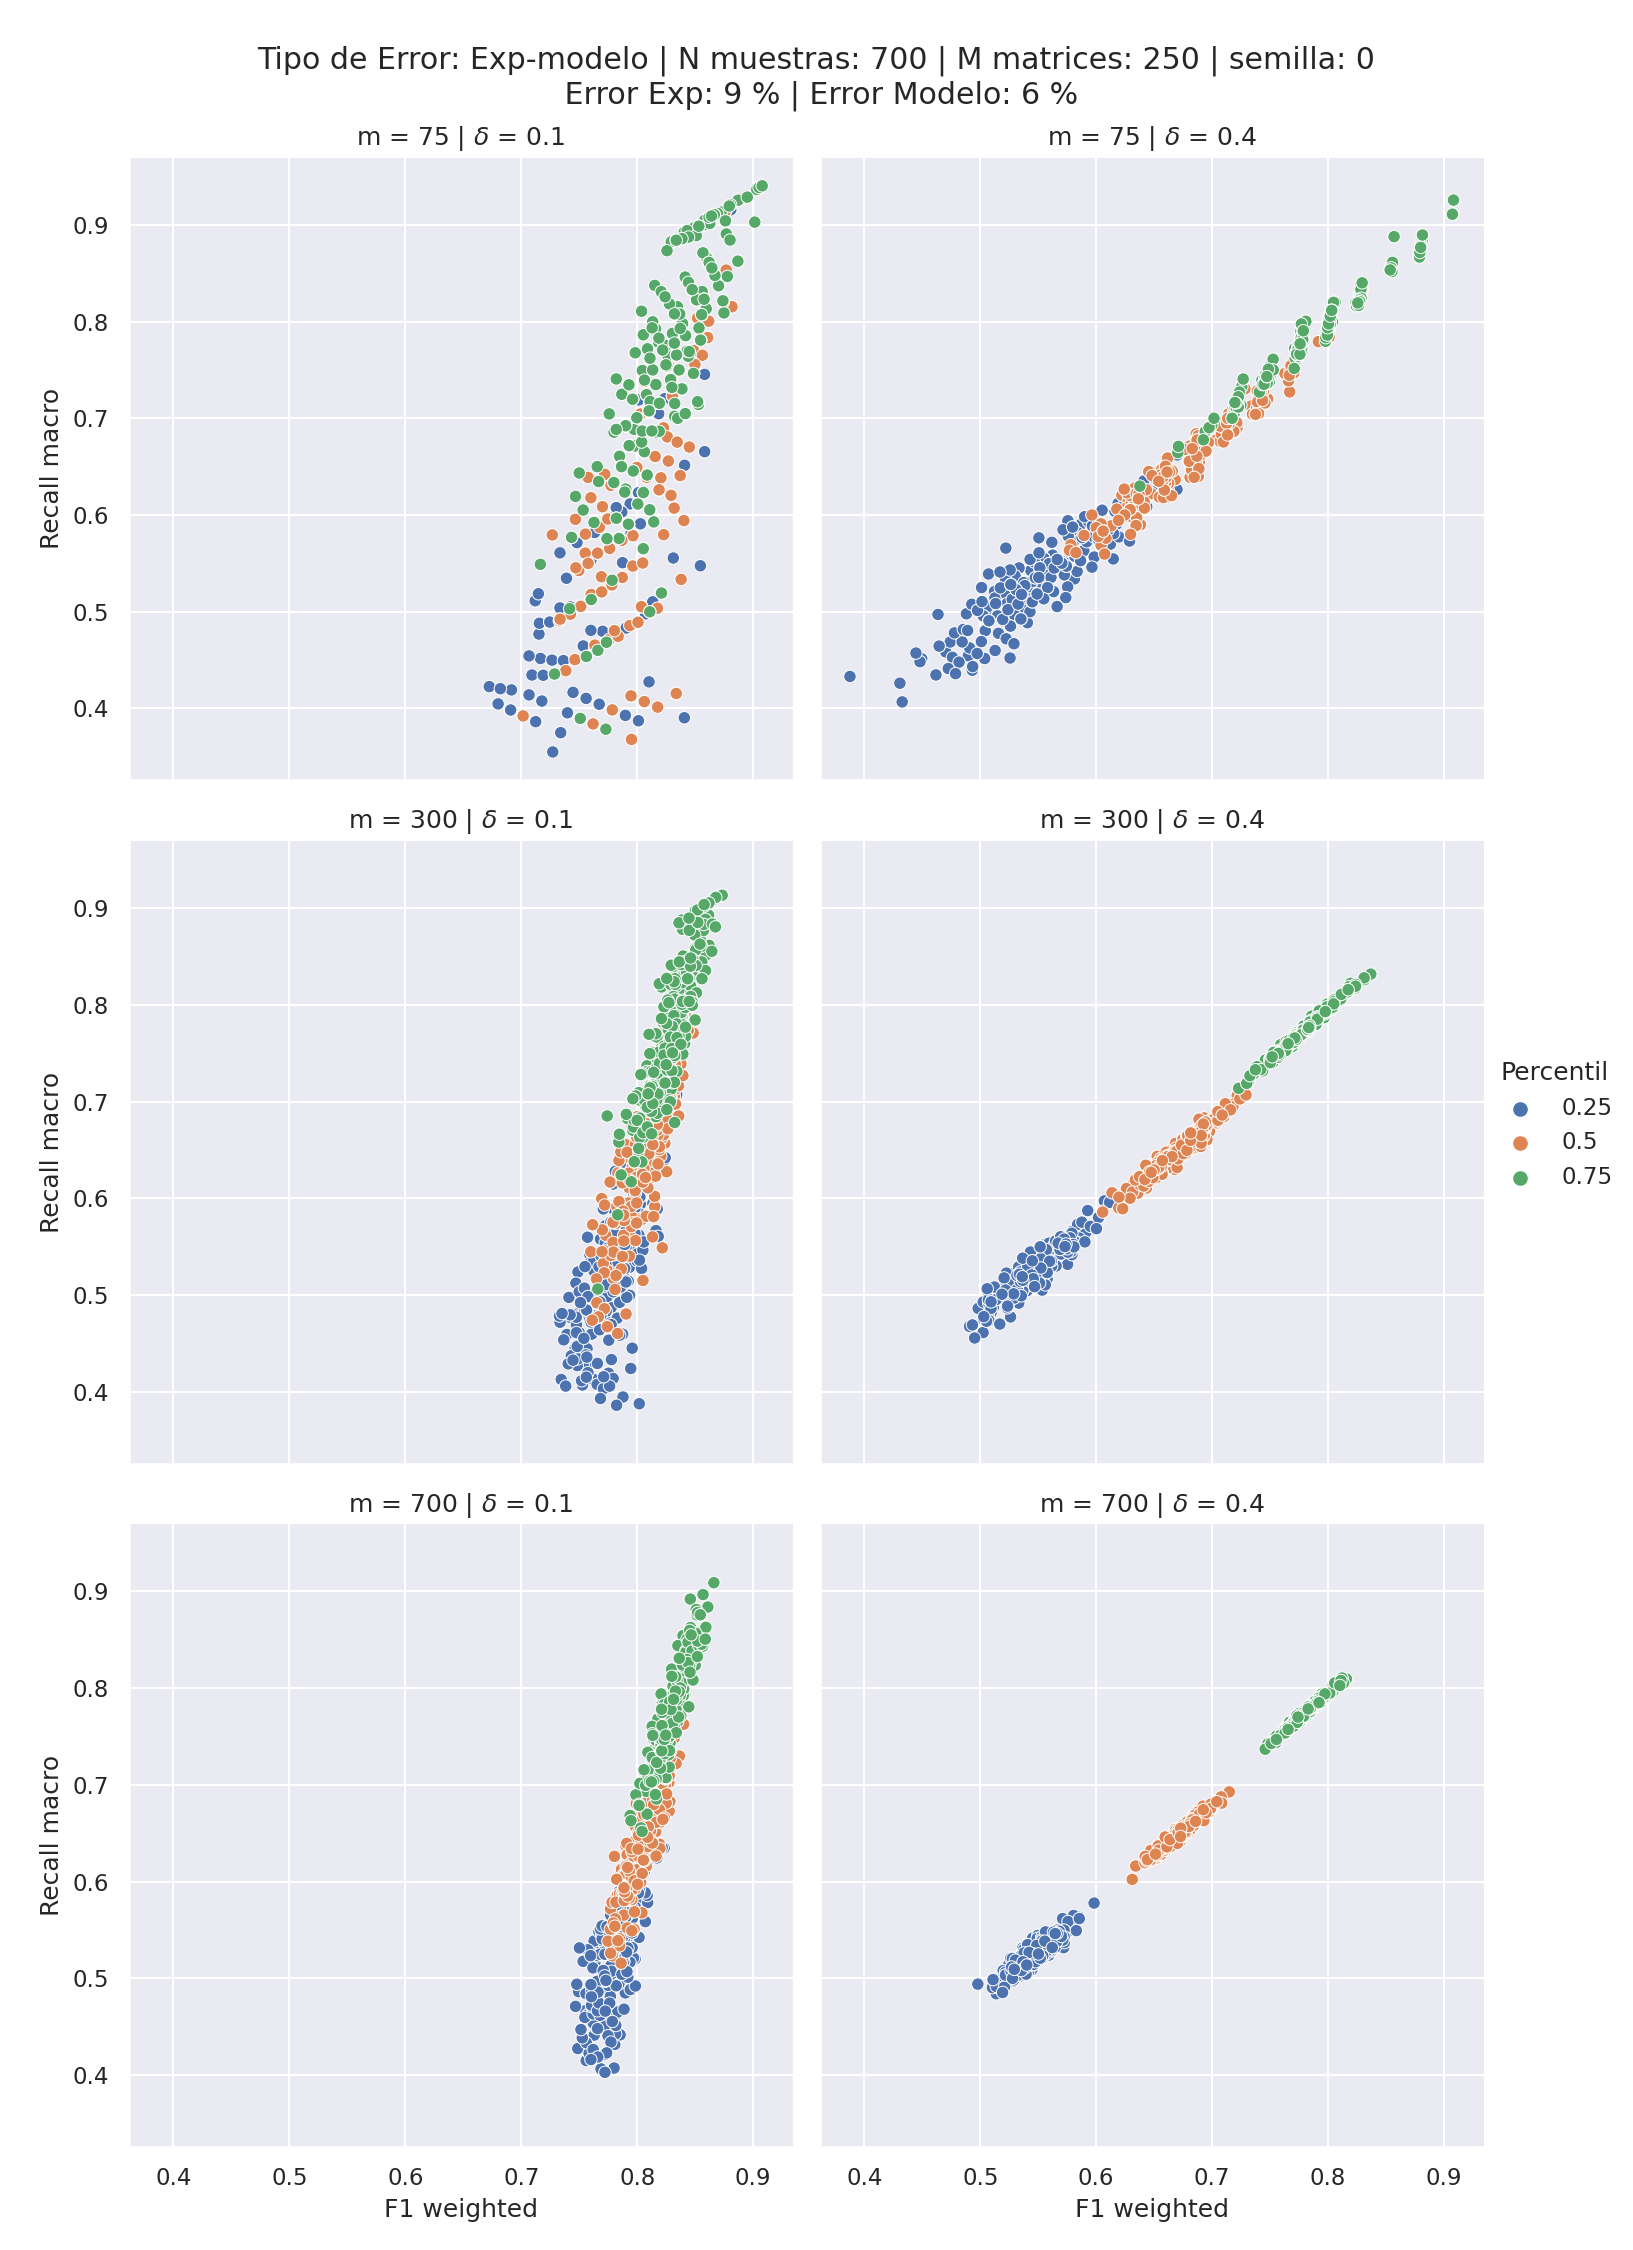 Tipo de Error: Exp-modelo | N muestras: 700 | M matrices: 250 | semilla: 0
Error Exp: 9 % | Error Modelo: 6 %
m = 75 | δ = 0.1
m = 75 | δ = 0.4
0.9
0.8
0.7
0.6
0.5
0.4
Recall macro
m = 300 | δ = 0.1
m = 300 | δ = 0.4
0.9
0.8
0.7
0.6
0.5
0.4
Recall macro
Percentil
0.25
0.5
0.75
m = 700 | δ = 0.1
m = 700 | δ = 0.4
0.9
0.8
0.7
0.6
0.5
0.4
Recall macro
0.4 0.5 0.6 0.7 0.8 0.9
F1 weighted
0.4 0.5 0.6 0.7 0.8 0.9
F1 weighted